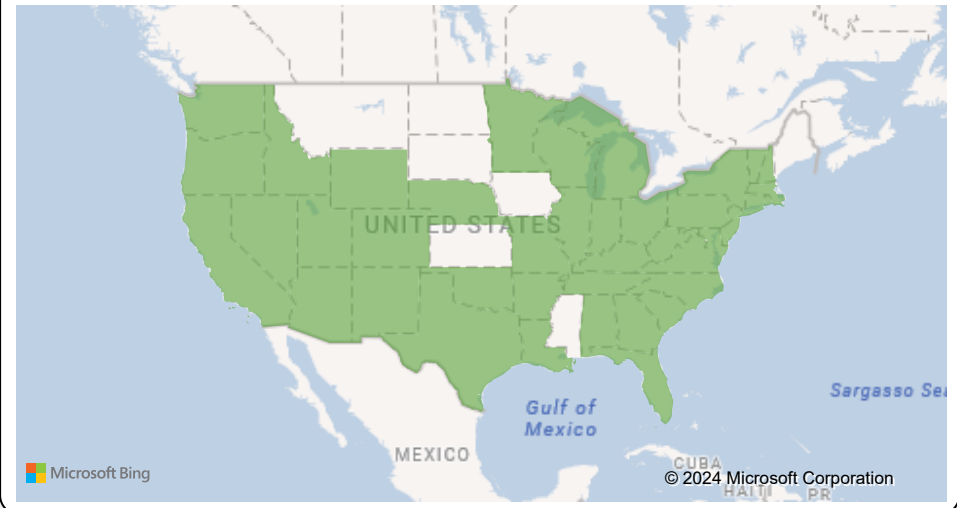 UNITED STATES
Gulf of
Mexico
Sargasso Sea
MEXICO
CUBA
HAITI
PR
Microsoft Bing
© 2024 Microsoft Corporation